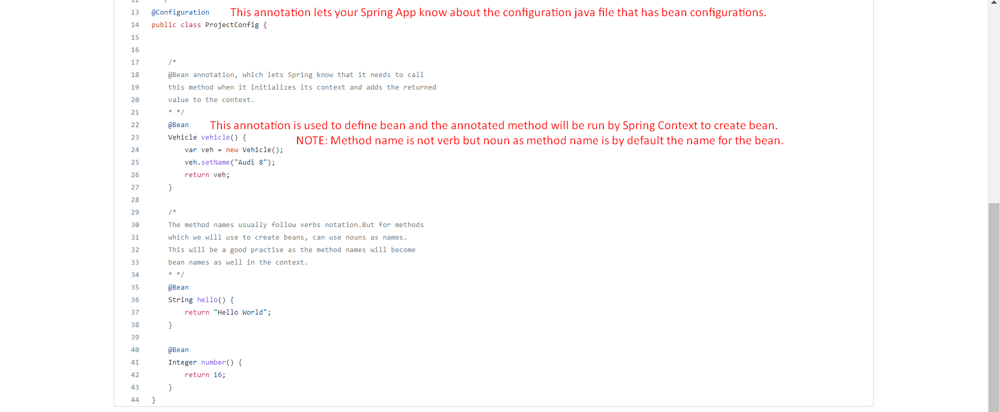 12 */
13 @Configuration This annotation lets your Spring App know about the configuration java file that has bean configurations.
14 public class ProjectConfig {
15
16
17 /*
18 @Bean annotation, which lets Spring know that it needs to call
19 this method when it initializes its context and adds the returned
20 value to the context.
21 * */
22 @Bean This annotation is used to define bean and the annotated method will be run by Spring Context to create bean.
23 Vehicle vehicle() { NOTE: Method name is not verb but noun as method name is by default the name for the bean.
24 var veh = new Vehicle();
25 veh.setName("Audi 8");
26 return veh;
27 }
28
29 /*
30 The method names usually follow verbs notation.But for methods
31 which we will use to create beans, can use nouns as names.
32 This will be a good practise as the method names will become
33 bean names as well in the context.
34 * */
35 @Bean
36 String hello() {
37 return "Hello World";
38 }
39
40 @Bean
41 Integer number() {
42 return 16;
43 }
44 }